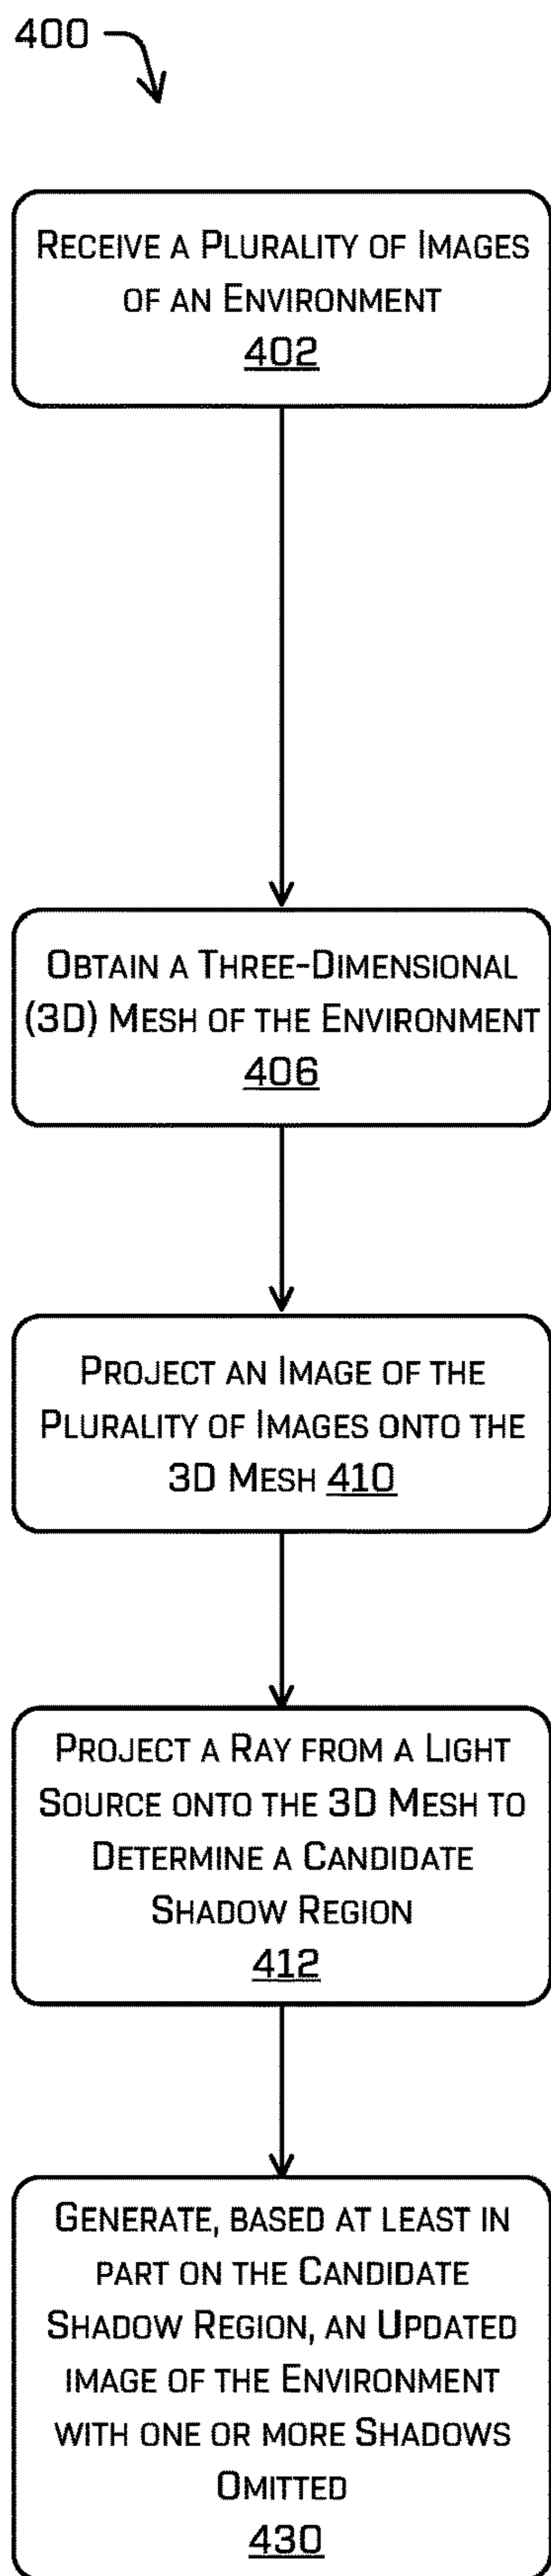 400
Receive a Plurality of Images
of an Environment
402
Obtain a Three-Dimensional
(3D) Mesh of the Environment
406
Project an Image of the
Plurality of Images onto the
3D Mesh 410
Project a Ray from a Light
Source onto the 3D Mesh to
Determine a Candidate
Shadow Region
412
Generate, based at least in
part on the Candidate
Shadow Region, an Updated
image of the Environment
with one or more Shadows
Omitted
430